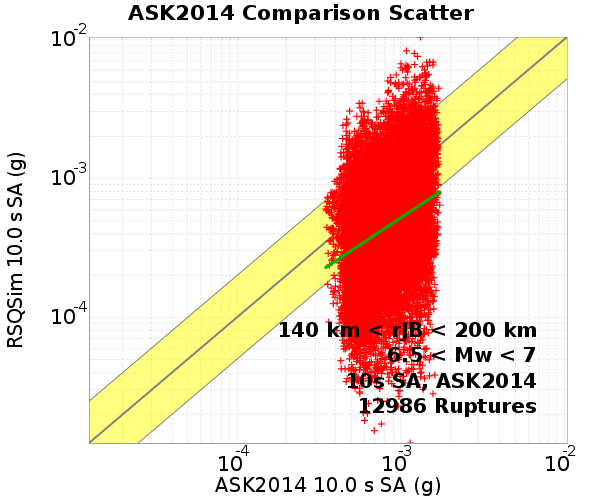 ASK2014 Comparison Scatter
10-2
10-3
10-4
RSQSim 10.0 s SA (g)
140 km < rJB < 200 km
6.5 < Mw < 7
10s SA, ASK2014
12986 Ruptures
10-4 10-3 10-2
ASK2014 10.0 s SA (g)